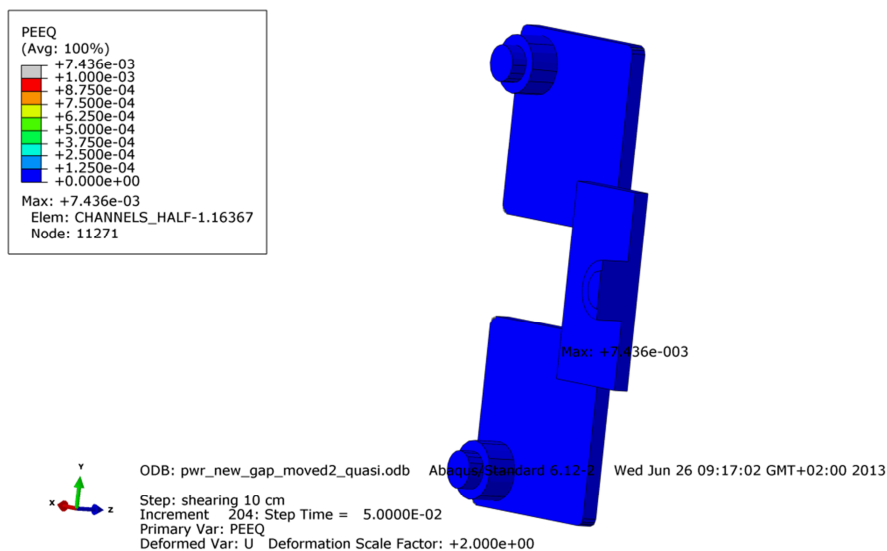 PEEQ
(Avg: 100%)
+7.436e-03
+1.000e-03
+8.750e-04
+7.500e-04
+6.250e-04
+5.000e-04
+3.750e-04
+2.500e-04
+1.250e-04
+0.000e+00
Max: +7.436e-03
Elem: CHANNELS_HALF-1.16367
Node: 11271
Max: +7.436e-003
Y
X
Z
ODB: pwr_new_gap_moved2_quasi.odb Abaqus/Standard 6.12-2 Wed Jun 26 09:17:02 GMT+02:00 2013
Step: shearing 10 cm
Increment 204: Step Time = 5.0000E-02
Primary Var: PEEQ
Deformed Var: U Deformation Scale Factor: +2.000e+00